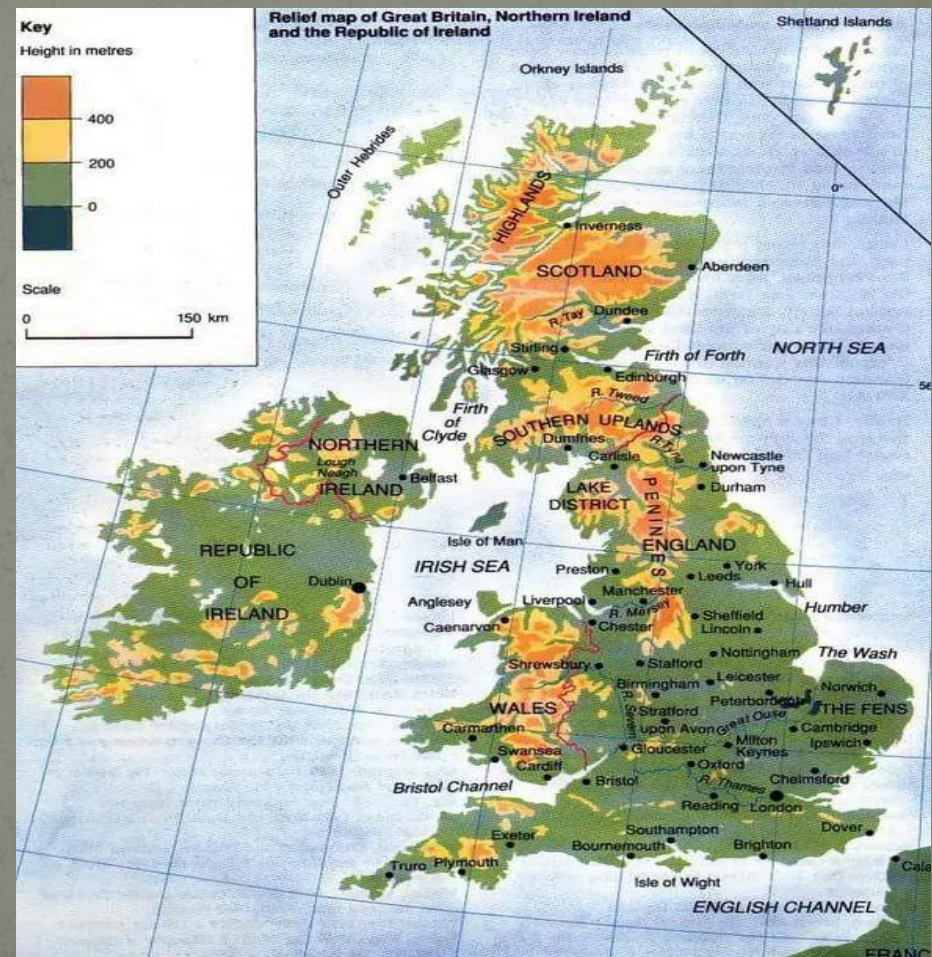 Key
Height in metres
400
200
0
Scale
0 150 km
Relief map of Great Britain, Northern Ireland
and the Republic of Ireland
Shetland Islands
Orkney Islands
Outer Hebrides
0°
HIGHLANDS
Inverness
SCOTLAND
Aberdeen
R. Tay
Dundee
Stirling
Firth of Forth
NORTH SEA
Glasgow
Edinburgh
56
Firth
of
Clyde
R. Tweed
SOUTHERN UPLANDS
Dumfries
R. Tyne
Carlisle
Newcastle
upon Tyne
Durham
NORTHERN
Lough
Neagh
IRELAND
Belfast
LAKE
DISTRICT
PENINES
ENGLAND
Isle of Man
IRISH SEA
REPUBLIC
OF
IRELAND
Dublin
Preston
York
Leeds
Hull
Manchester
Liverpool
R. Mersey
Humber
Anglesey
Caenarvon
Chester
Sheffield
Lincoln
Shrewsbury
Stafford
Nottingham
The Wash
Birmingham
Leicester
Norwich
Peterborough
THE FENS
WALES
R. Severn
Stratford
upon Avon
Great Ouse
Cambridge
Carmarthen
Gloucester
Milton
Keynes
Ipswich
Swansea
Cardiff
Oxford
Chelmsford
Bristol Channel
Bristol
R. Thames
Reading
London
Exeter
Southampton
Dover
Bournemouth
Brighton
Truro
Plymouth
Cala
Isle of Wight
ENGLISH CHANNEL
FRANC